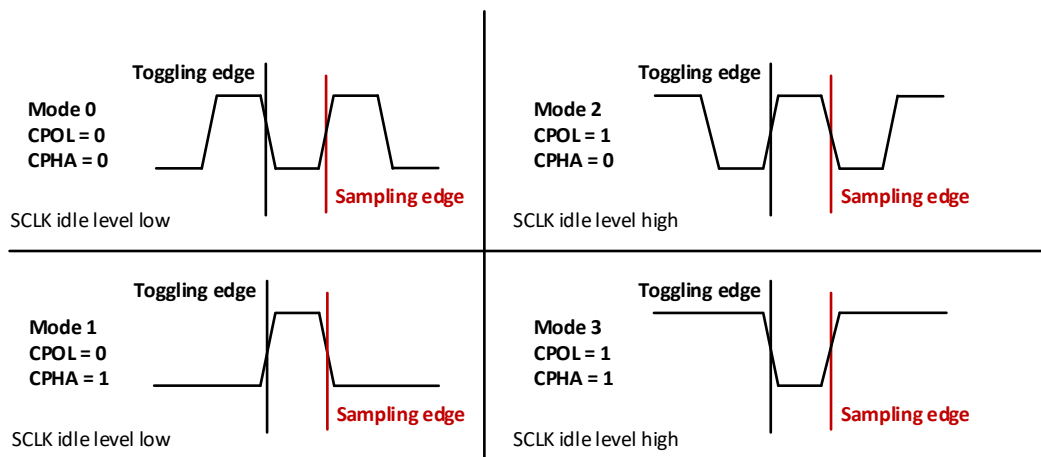 Toggling edge
Mode 0
CPOL = 0
CPHA = 0
Sampling edge
SCLK idle level low
Toggling edge
Mode 2
CPOL = 1
CPHA = 0
Sampling edge
SCLK idle level high
Toggling edge
Mode 1
CPOL = 0
CPHA = 1
Sampling edge
SCLK idle level low
Toggling edge
Mode 3
CPOL = 1
CPHA = 1
Sampling edge
SCLK idle level high